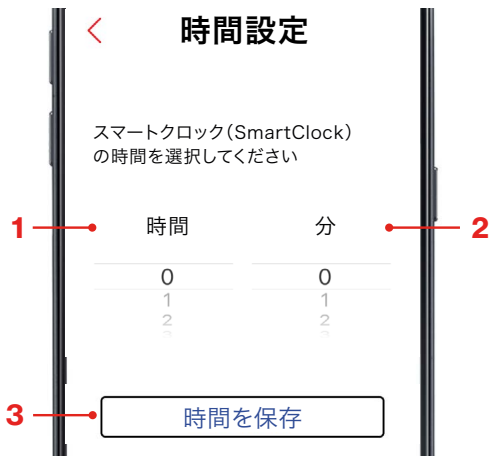 時間設定
スマートクロック（SmartClock）
の時間を選択してください
1 時間 分 2
0 0
1 1
2 2
3 3
3 時間を保存